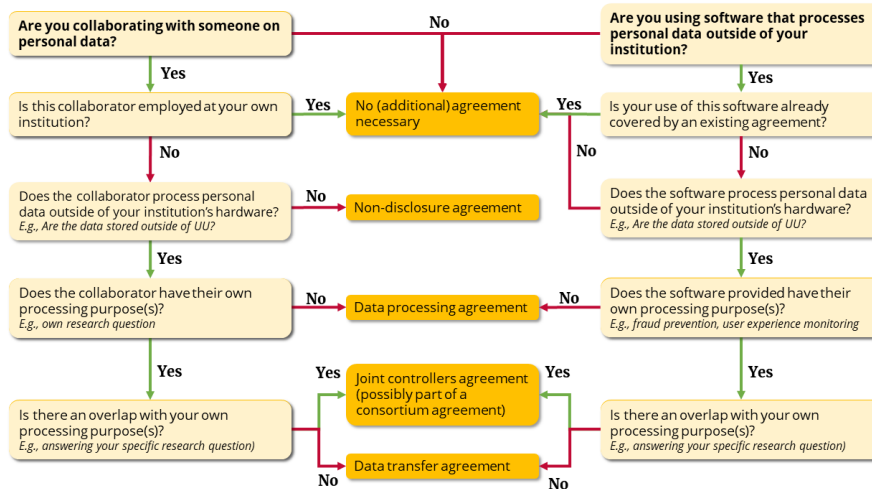 Are you collaborating with someone on
personal data?
No
Are you using software that processes
personal data outside of your
institution?
Yes
Yes
Is this collaborator employed at your own
institution?
Yes
No (additional) agreement
necessary
Yes
Is your use of this software already
covered by an existing agreement?
No
No
No
Does the collaborator process personal
data outside of your institution's hardware?
E.g., Are the data stored outside of UU?
No
Non-disclosure agreement
Does the software process personal data
outside of your institution's hardware?
E.g., Are the data stored outside of UU?
Yes
Yes
Does the collaborator have their own
processing purpose(s)?
E.g., own research question
No
Data processing agreement
No
Does the software provided have their
own processing purpose(s)?
E.g., fraud prevention, user experience monitoring
Yes
Yes
Yes
Joint controllers agreement
(possibly part of a
consortium agreement)
Yes
Is there an overlap with your own
processing purpose(s)?
E.g., answering your specific research question)
Is there an overlap with your own
processing purpose(s)?
E.g., answering your specific research question)
Data transfer agreement
No
No